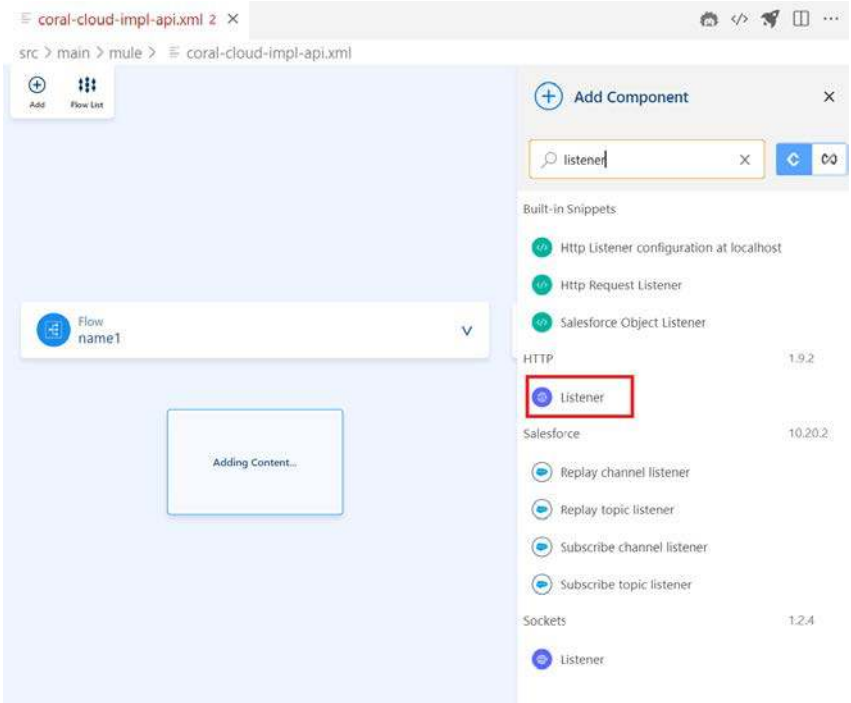 coral-cloud-impl-api.xml 2
src > main > mule > coral-cloud-impl-api.xml
Add
Flow List
Flow
name1
Adding Content...
Add Component
listener
Built-in Snippets
Http Listener configuration at localhost
Http Request Listener
Salesforce Object Listener
HTTP 1.9.2
Listener
Salesforce 10.20.2
Replay channel listener
Replay topic listener
Subscribe channel listener
Subscribe topic listener
Sockets 1.2.4
Listener